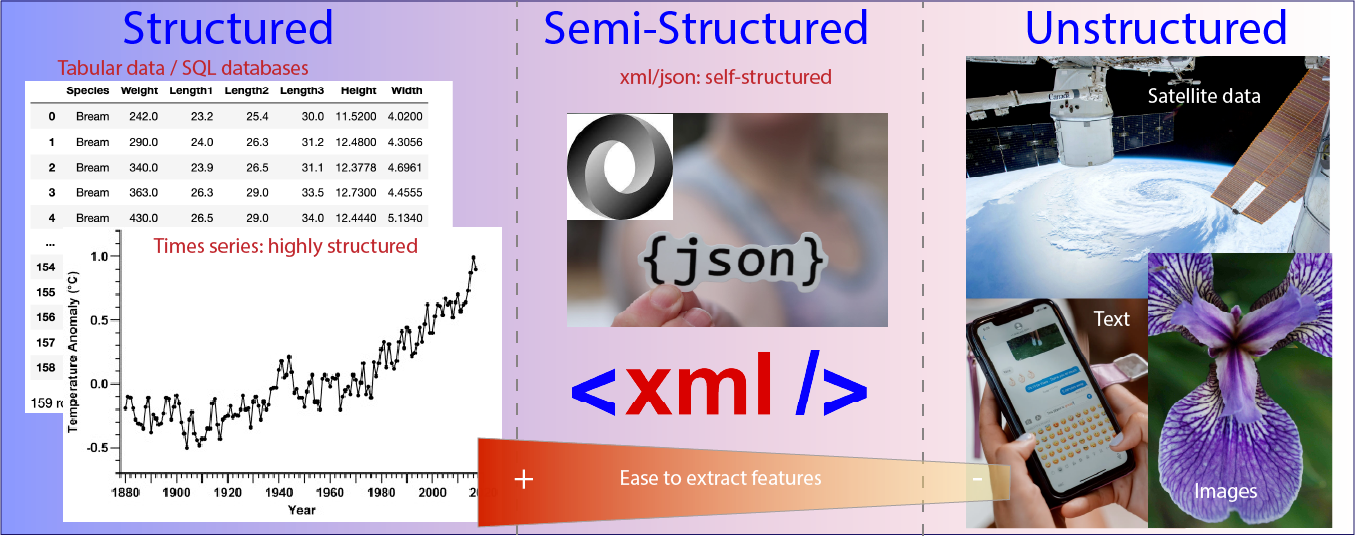 Structured
Tabular data / SQL databases
Species Weight Length1 Length2 Length3 Height Width
0 Bream 242.0 23.2 25.4 30.0 11.5200 4.0200
1 Bream 290.0 24.0 26.3 31.2 12.4800 4.3056
2 Bream 340.0 23.9 26.5 31.1 12.3778 4.6961
3 Bream 363.0 26.3 29.0 33.5 12.7300 4.4555
4 Bream 430.0 26.5 29.0 34.0 12.4440 5.1340
...
154
155
156
157
158
159 r
Times series: highly structured
Temperature Anomaly (°C)
1.0
0.5
0.0
-0.5
1880 1900 1920 1940 1960 1980 2000
Year
Semi-Structured
xml/json: self-structured
{json}
<xml />
+ Ease to extract features -
Unstructured
Satellite data
Canada
Text
Images